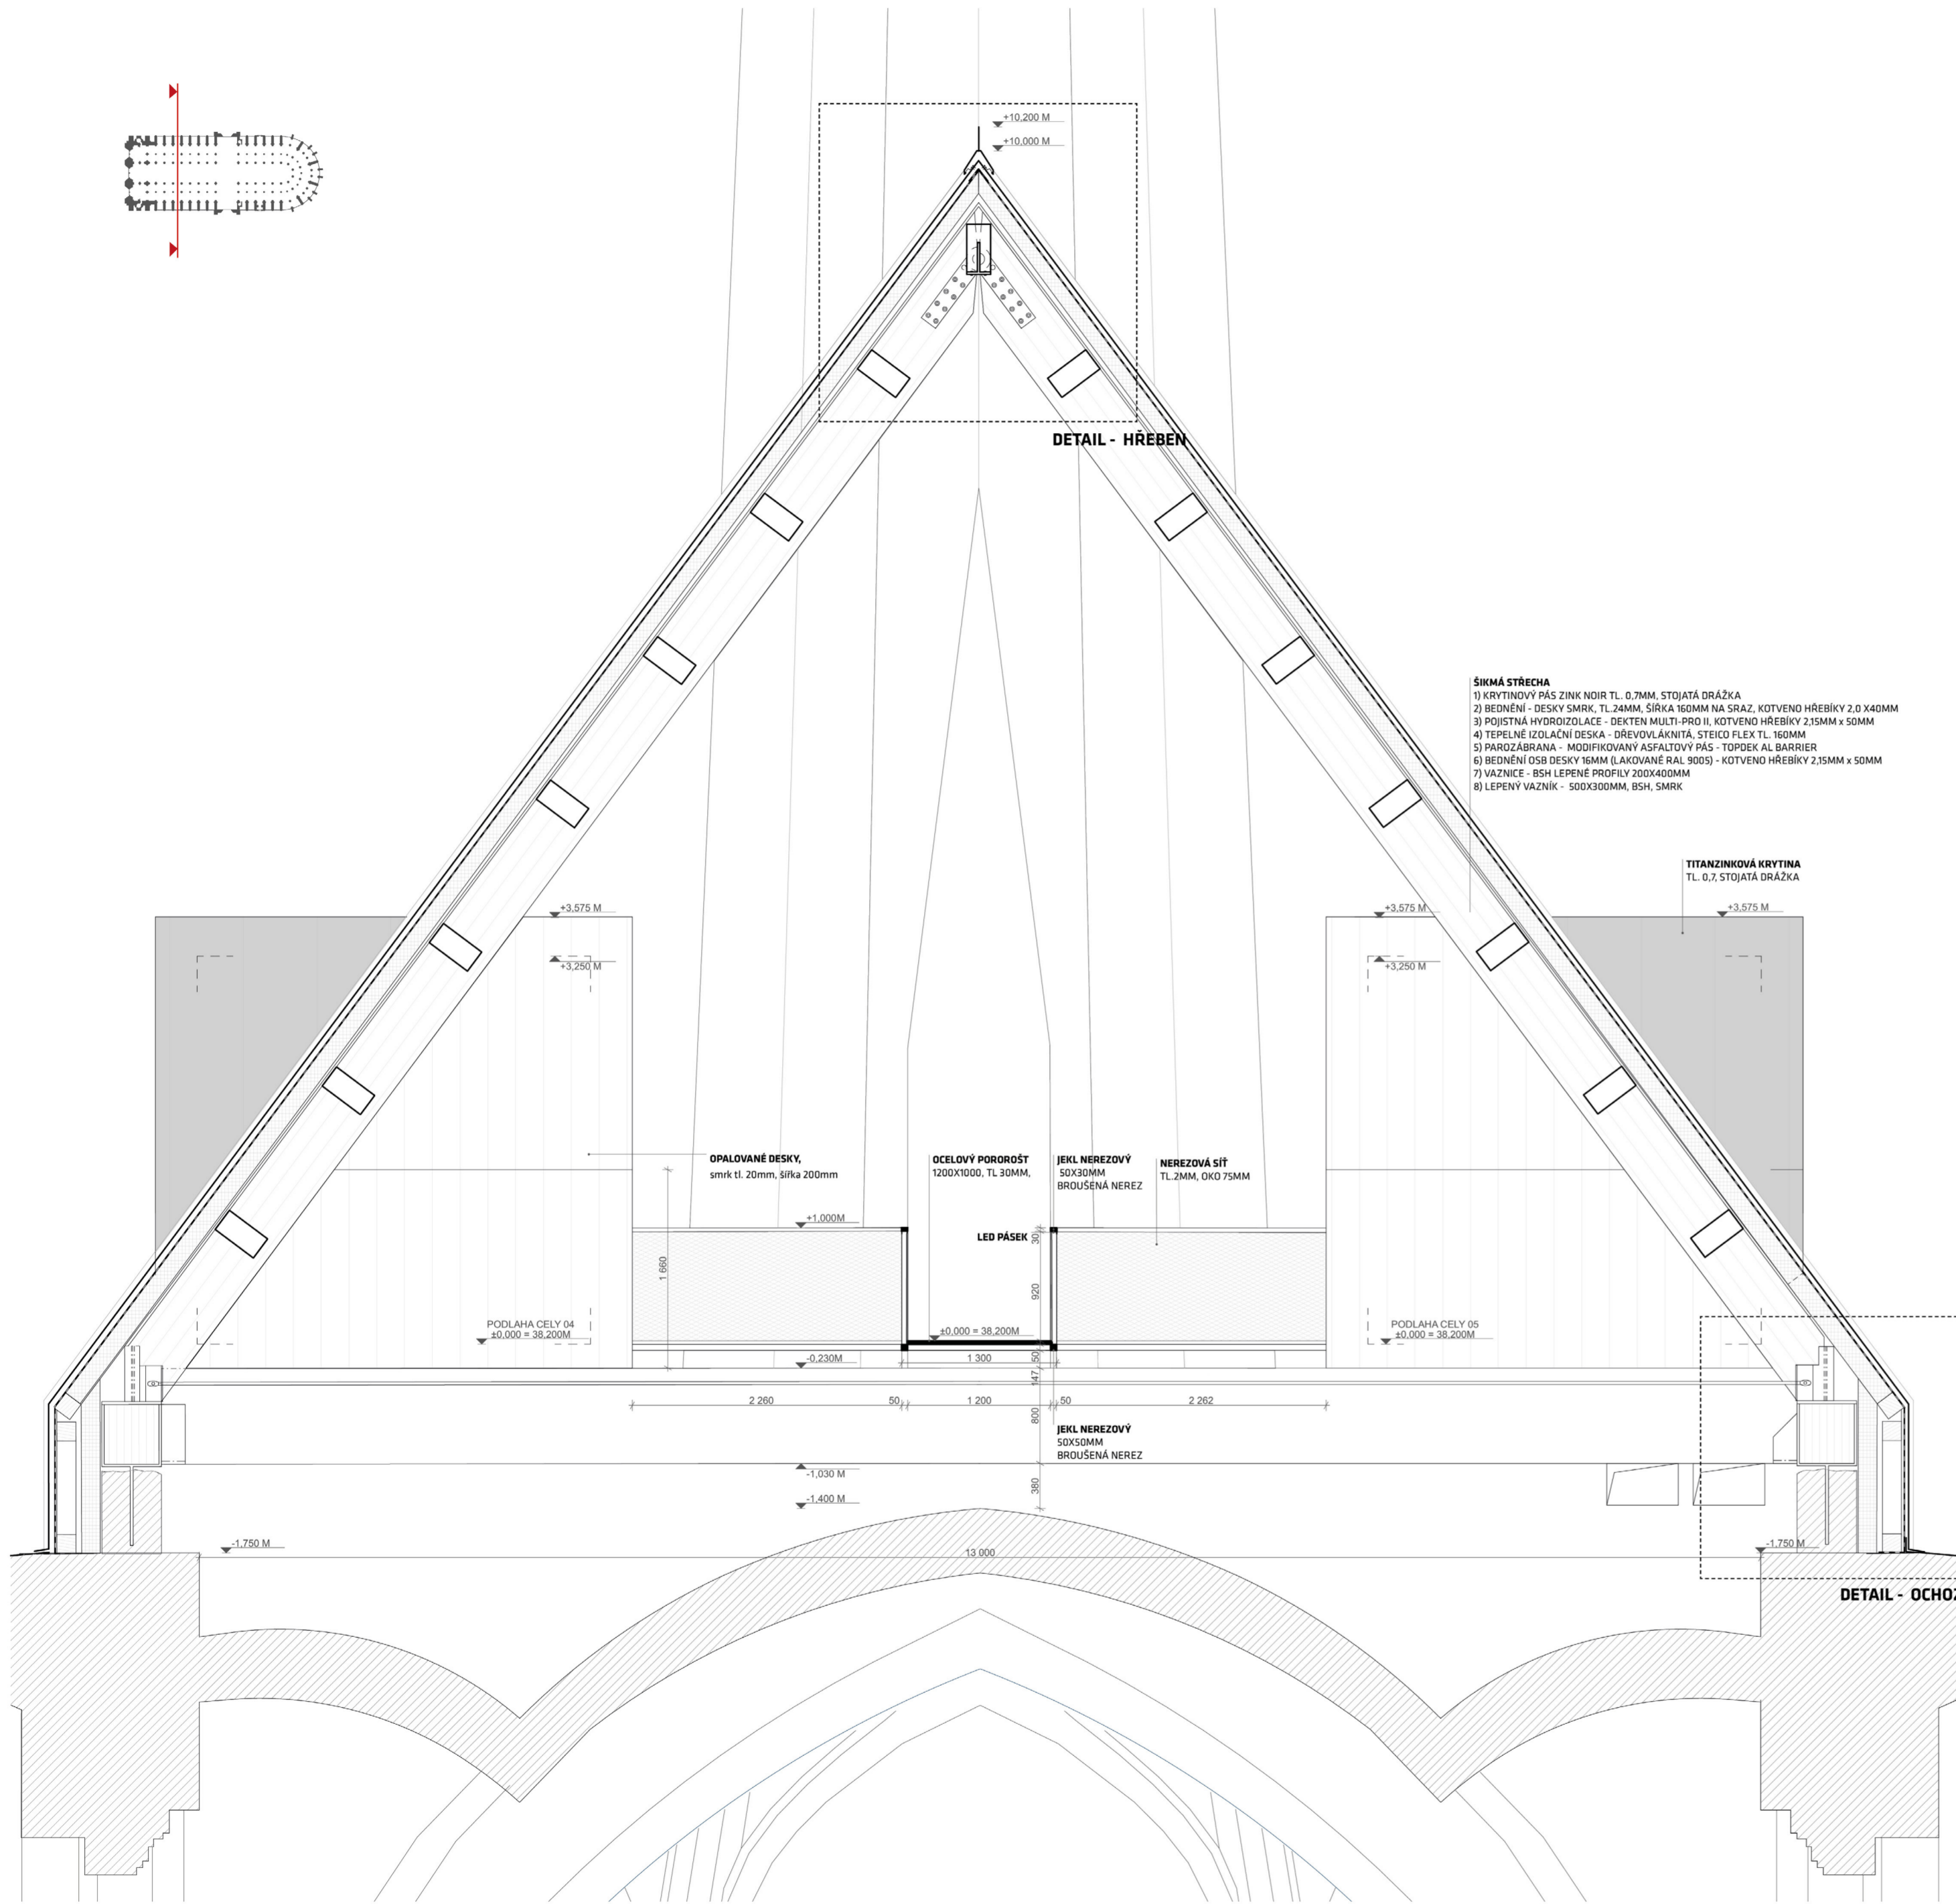 +10,200 M
+10,000 M
DETAIL - HŘEBEN
ŠIKMÁ STŘECHA
1) KRYTINOVÝ PÁS ZINK NOIR TL. 0,7MM, STOJATÁ DRÁŽKA
2) BEDNĚNÍ - DESKY SMRK, TL.24MM, ŠÍŘKA 160MM NA SRAZ, KOTVENO HŘEBÍKY 2,0 X40MM
3) POJISTNÁ HYDROIZOLACE - DEKTEN MULTI-PRO II, KOTVENO HŘEBÍKY 2,15MM x 50MM
4) TEPELNĚ IZOLAČNÍ DESKA - DŘEVOVLÁKNITÁ, STEICO FLEX TL. 160MM
5) PAROZÁBRANA - MODIFIKOVANÝ ASFALTOVÝ PÁS - TOPDEK AL BARRIER
6) BEDNĚNÍ OSB DESKY 16MM (LAKOVANÉ RAL 9005) - KOTVENO HŘEBÍKY 2,15MM x 50MM
7) VAZNICE - BSH LEPENÉ PROFILY 200X400MM
8) LEPENÝ VAZNÍK - 500X300MM, BSH, SMRK
TITANZINKOVÁ KRYTINA
TL. 0,7, STOJATÁ DRÁŽKA
+3,575 M
+3,575 M
+3,575 M
+3,250 M
+3,250 M
OPALOVANÉ DESKY,
smrk tl. 20mm, šířka 200mm
OCELOVÝ POROROŠT
1200X1000, TL 30MM,
JEKL NEREZOVÝ
50X30MM
BROUŠENÁ NEREZ
NEREZOVÁ SÍŤ
TL.2MM, OKO 75MM
+1,000M
LED PÁSEK
30
1 660
920
PODLAHA CELY 04
±0,000 = 38,200M
±0,000 = 38,200M
PODLAHA CELY 05
±0,000 = 38,200M
-0,230M
1 300
50
147
2 260
50
1 200
50
2 262
800
JEKL NEREZOVÝ
50X50MM
BROUŠENÁ NEREZ
-1,030 M
380
-1,400 M
-1,750 M
13 000
-1,750 M
DETAIL - OCHOZ